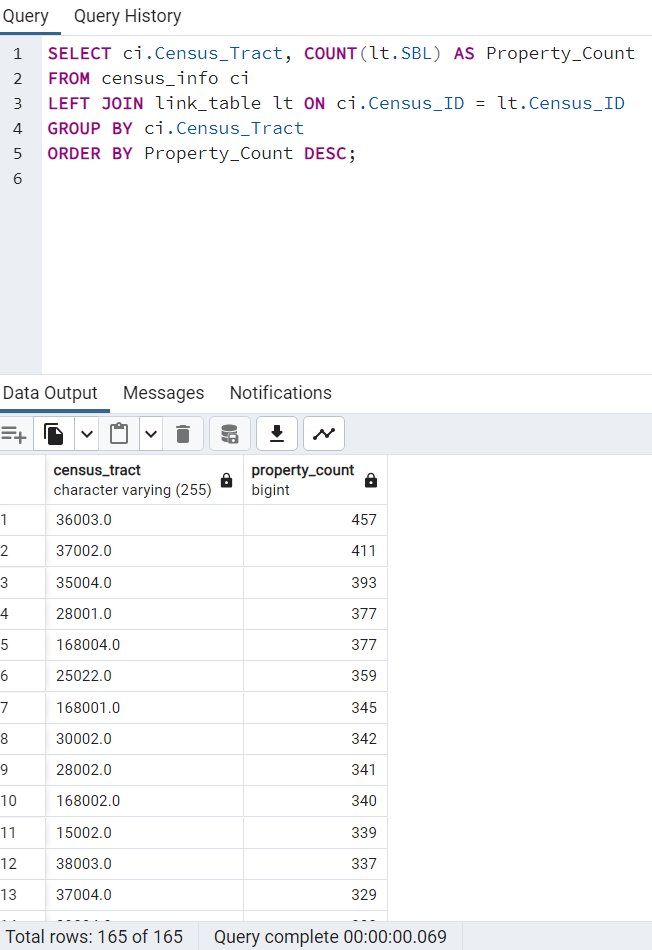 Query Query History
1 SELECT ci.Census_Tract, COUNT(lt.SBL) AS Property_Count
2 FROM census_info ci
3 LEFT JOIN link_table lt ON ci.Census_ID = lt.Census_ID
4 GROUP BY ci.Census_Tract
5 ORDER BY Property_Count DESC;
6
Data Output Messages Notifications
census_tract property_count
character varying (255) bigint
1 36003.0 457
2 37002.0 411
3 35004.0 393
4 28001.0 377
5 168004.0 377
6 25022.0 359
7 168001.0 345
8 30002.0 342
9 28002.0 341
10 168002.0 340
11 15002.0 339
12 38003.0 337
13 37004.0 329
Total rows: 165 of 165 Query complete 00:00:00.069